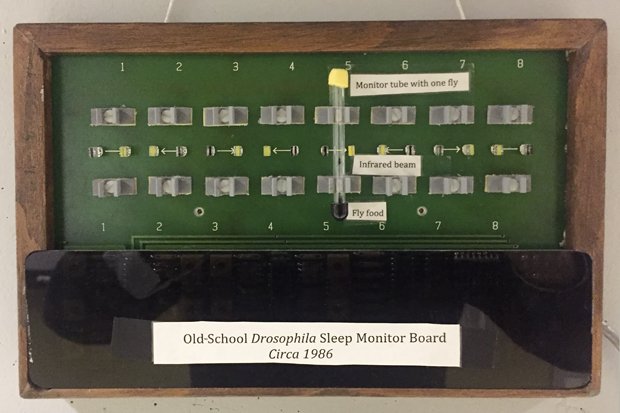 1 2 3 4 5 6 7 8
Monitor tube with one fly
Infrared beam
Fly food
1 2 3 4 5 6 7 8
Old-School Drosophila Sleep Monitor Board
Circa 1986